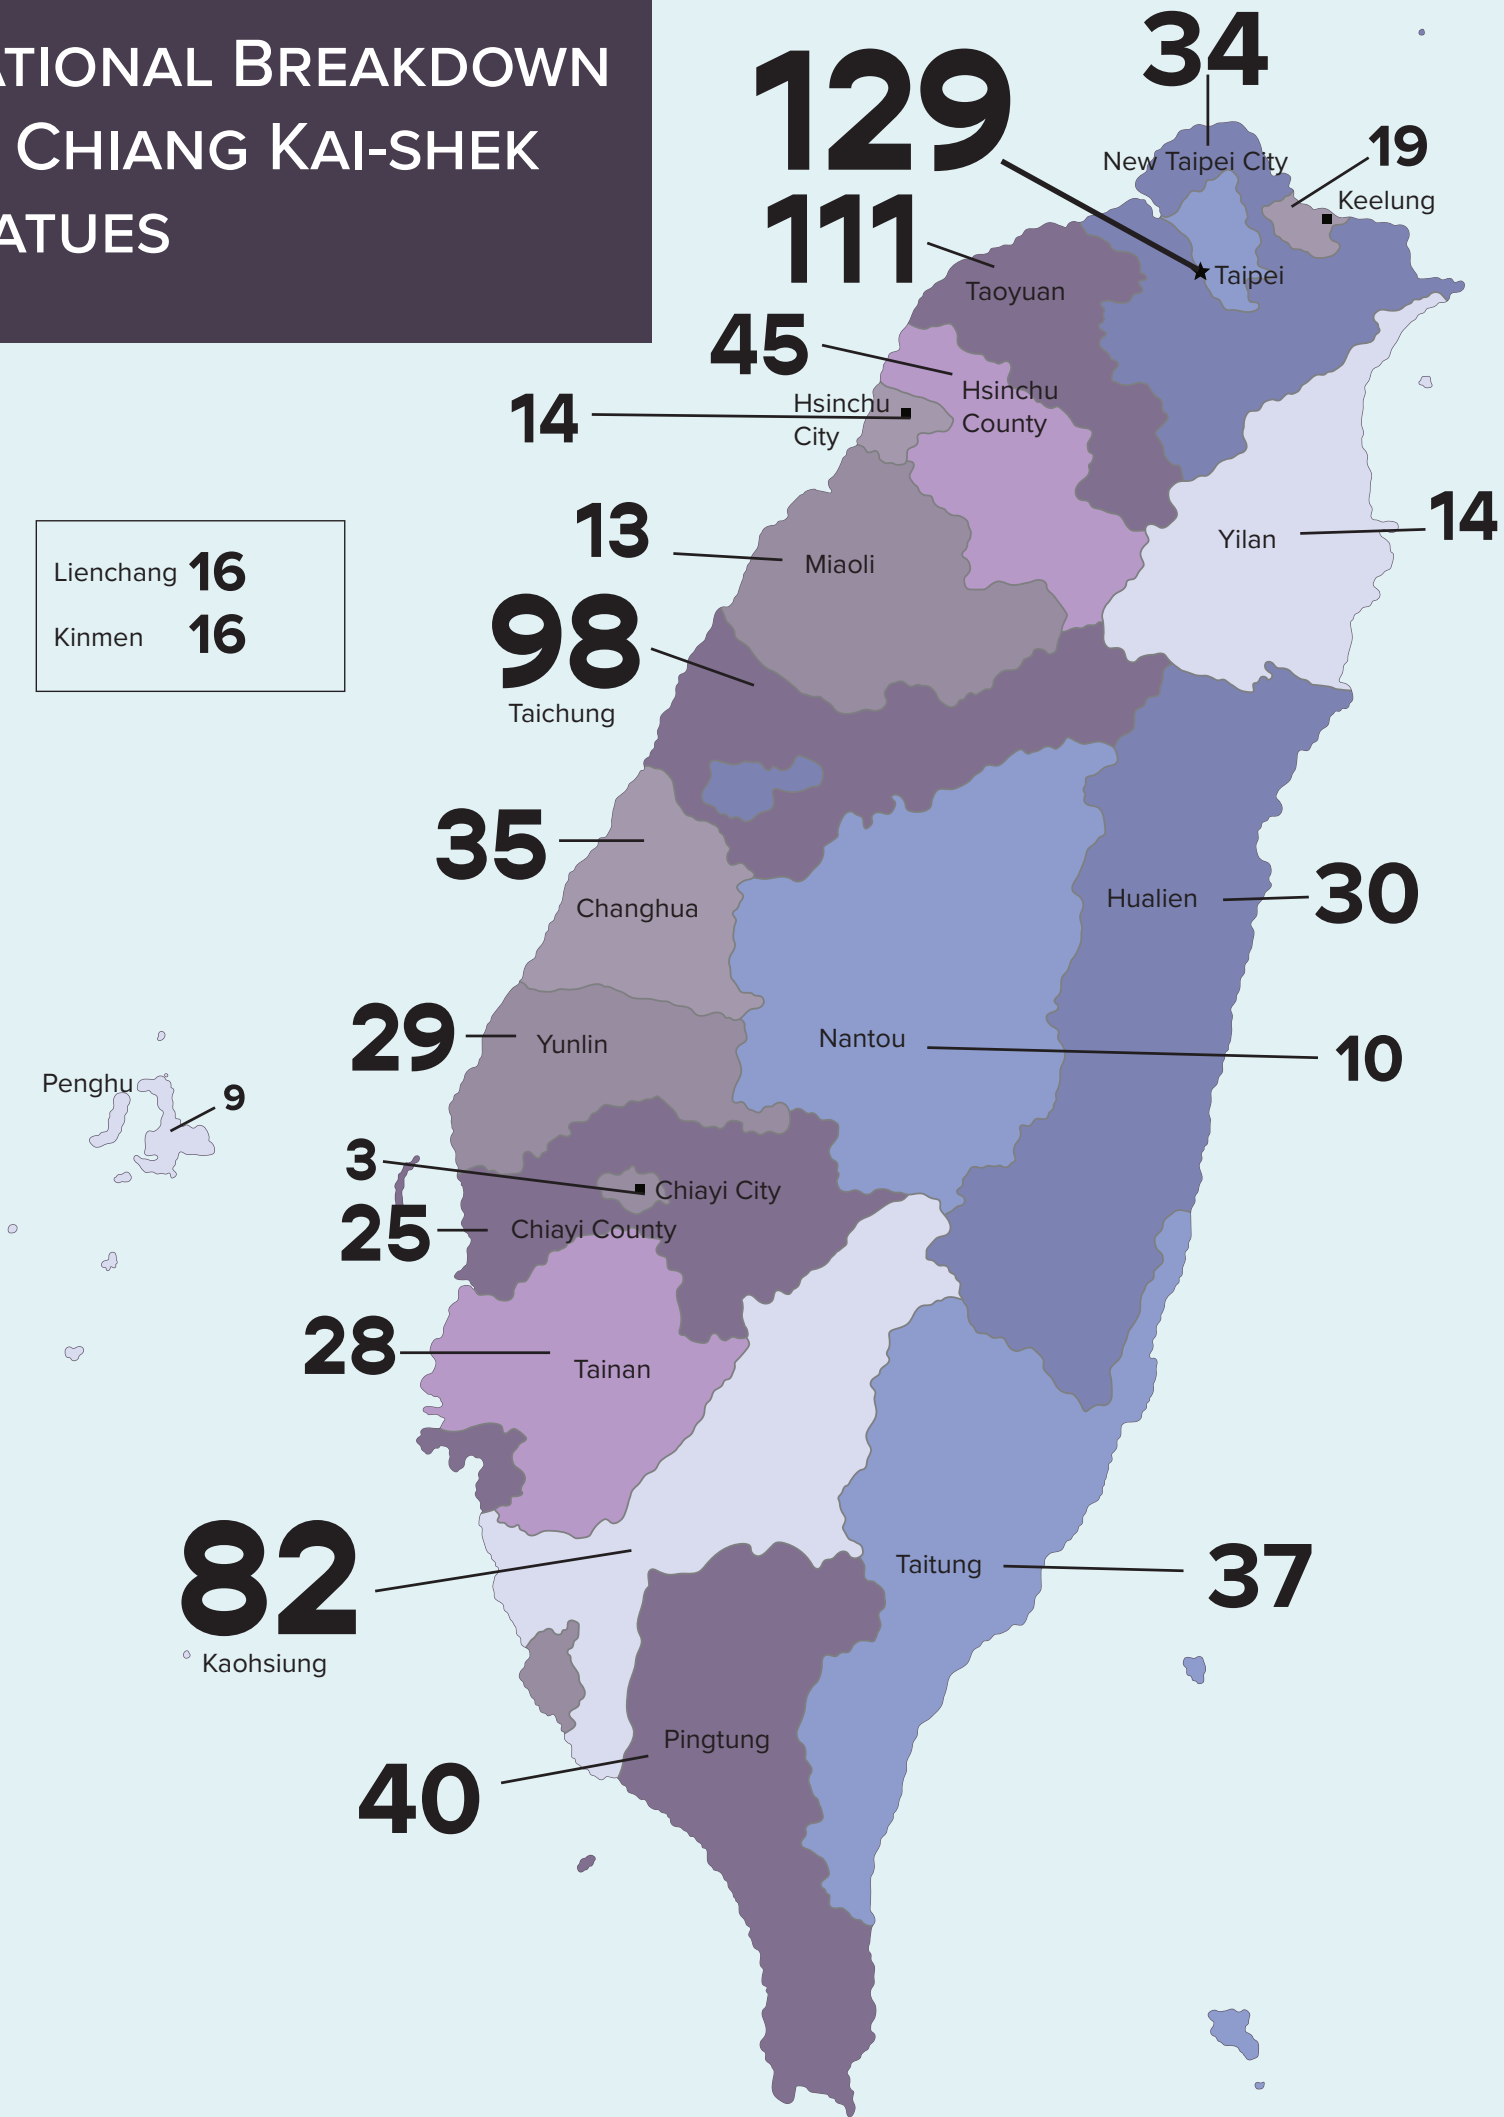 ATIONAL BREAKDOWN
CHIANG KAI-SHEK
ATUES
129
34
New Taipei City
19
Keelung
111
Taoyuan
Taipei
45
Hsinchu
County
14
Hsinchu
City
13
Miaoli
Yilan
14
Lienchang 16
Kinmen 16
98
Taichung
35
Changhua
Hualien
30
29
Yunlin
Nantou
10
Penghu
9
3
Chiayi City
25
Chiayi County
28
Tainan
82
Kaohsiung
Taitung
37
Pingtung
40